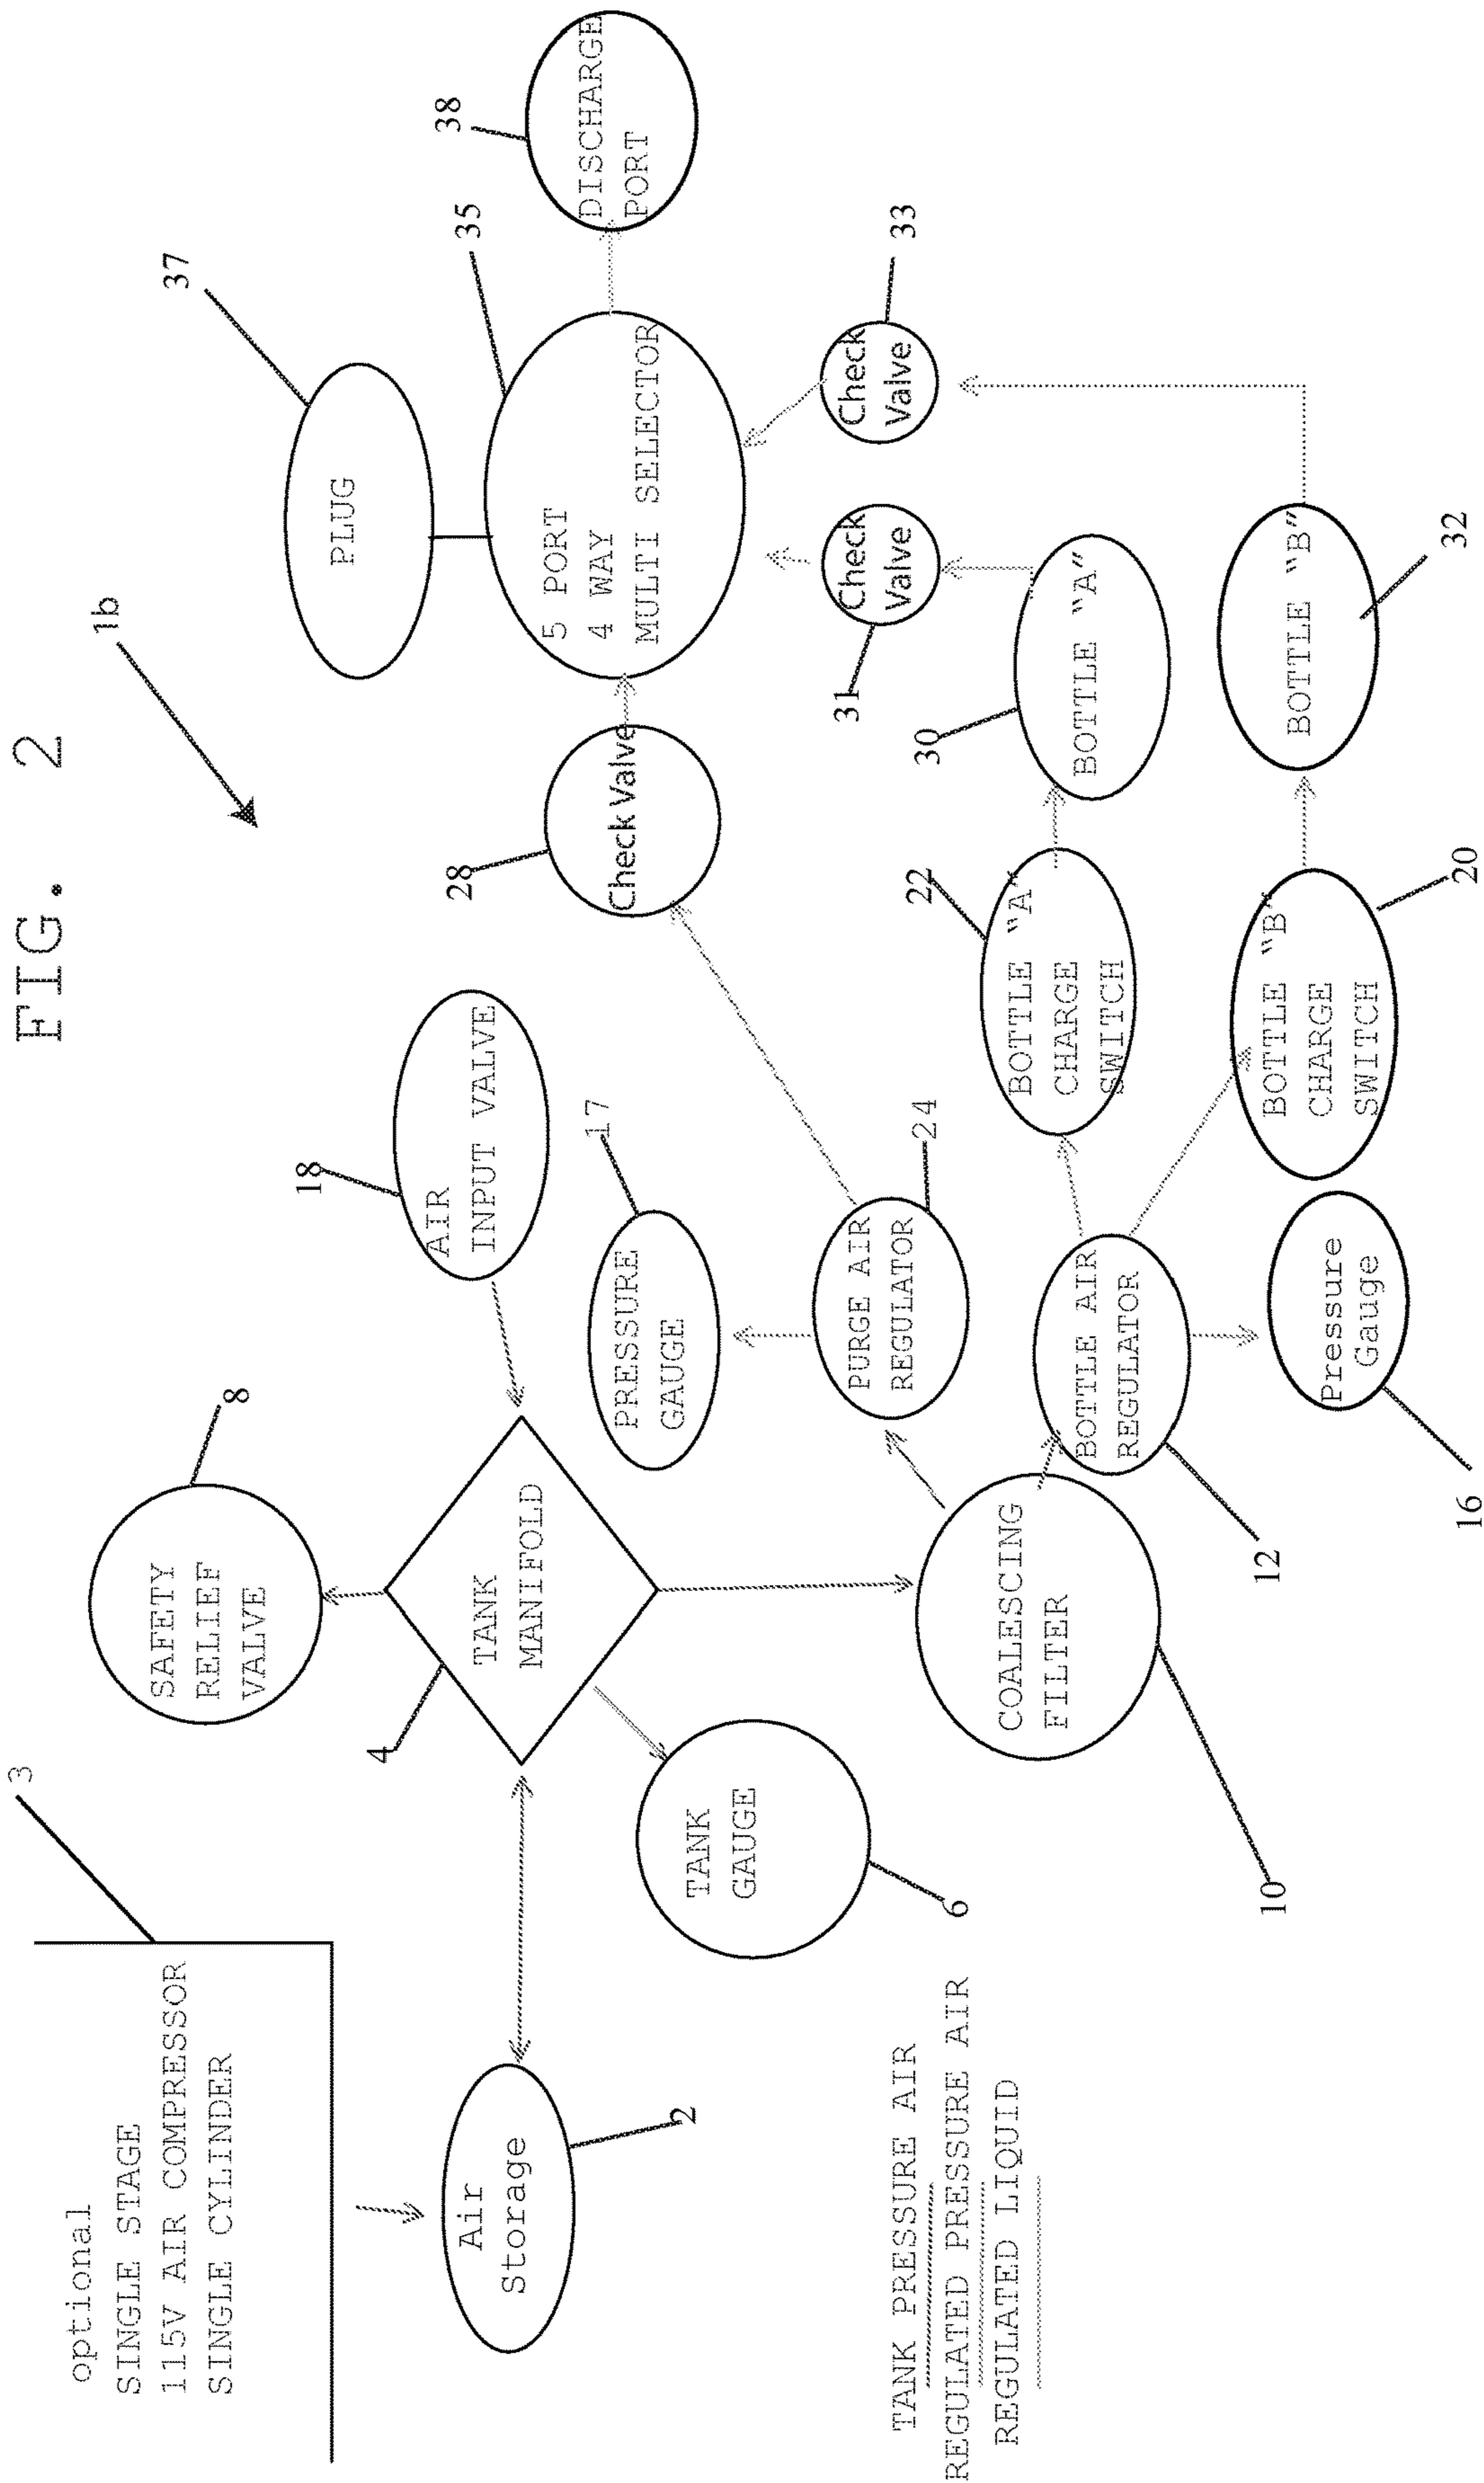 FIG. 2
1b
optional
SINGLE STAGE
115V AIR COMPRESSOR
SINGLE CYLINDER
3
Air
Storage
2
SAFETY
RELIEF
VALVE
8
TANK
MANIFOLD
4
TANK
GAUGE
6
AIR
INPUT VALVE
18
COALESCING
FILTER
10
PRESSURE
GAUGE
17
PURGE AIR
REGULATOR
24
BOTTLE AIR
REGULATOR
12
Pressure
Gauge
16
Check Valve
28
BOTTLE "A"
CHARGE
SWITCH
22
BOTTLE "B"
CHARGE
SWITCH
20
BOTTLE "A"
30
BOTTLE "B"
32
Check
Valve
31
Check
Valve
33
PLUG
37
5 PORT
4 WAY
MULTI SELECTOR
35
DISCHARGE
PORT
38
TANK PRESSURE AIR
REGULATED PRESSURE AIR
REGULATED LIQUID